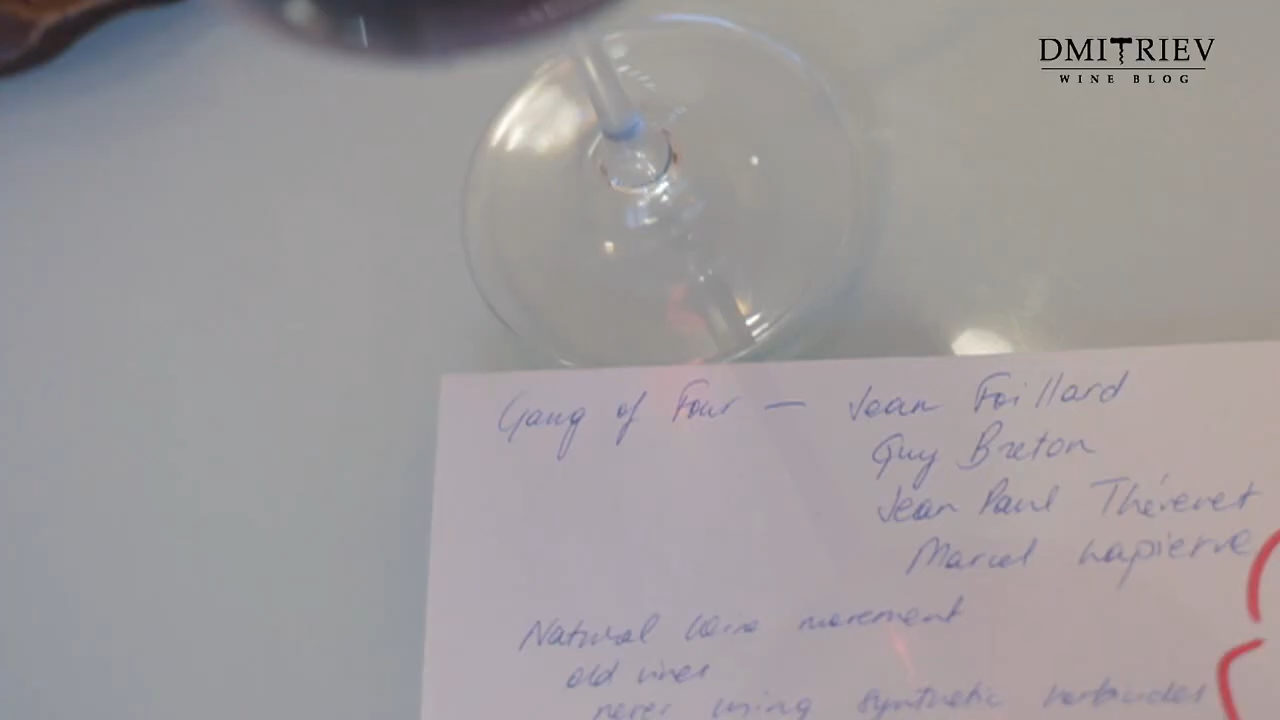 DMITRIEV
WINE BLOG
Gang of Four — Jean Foillard
Guy Breton
Jean Paul Thévenet
Marcel Lapierre
Natural wine movement
old vines
never using synthetic herbicides